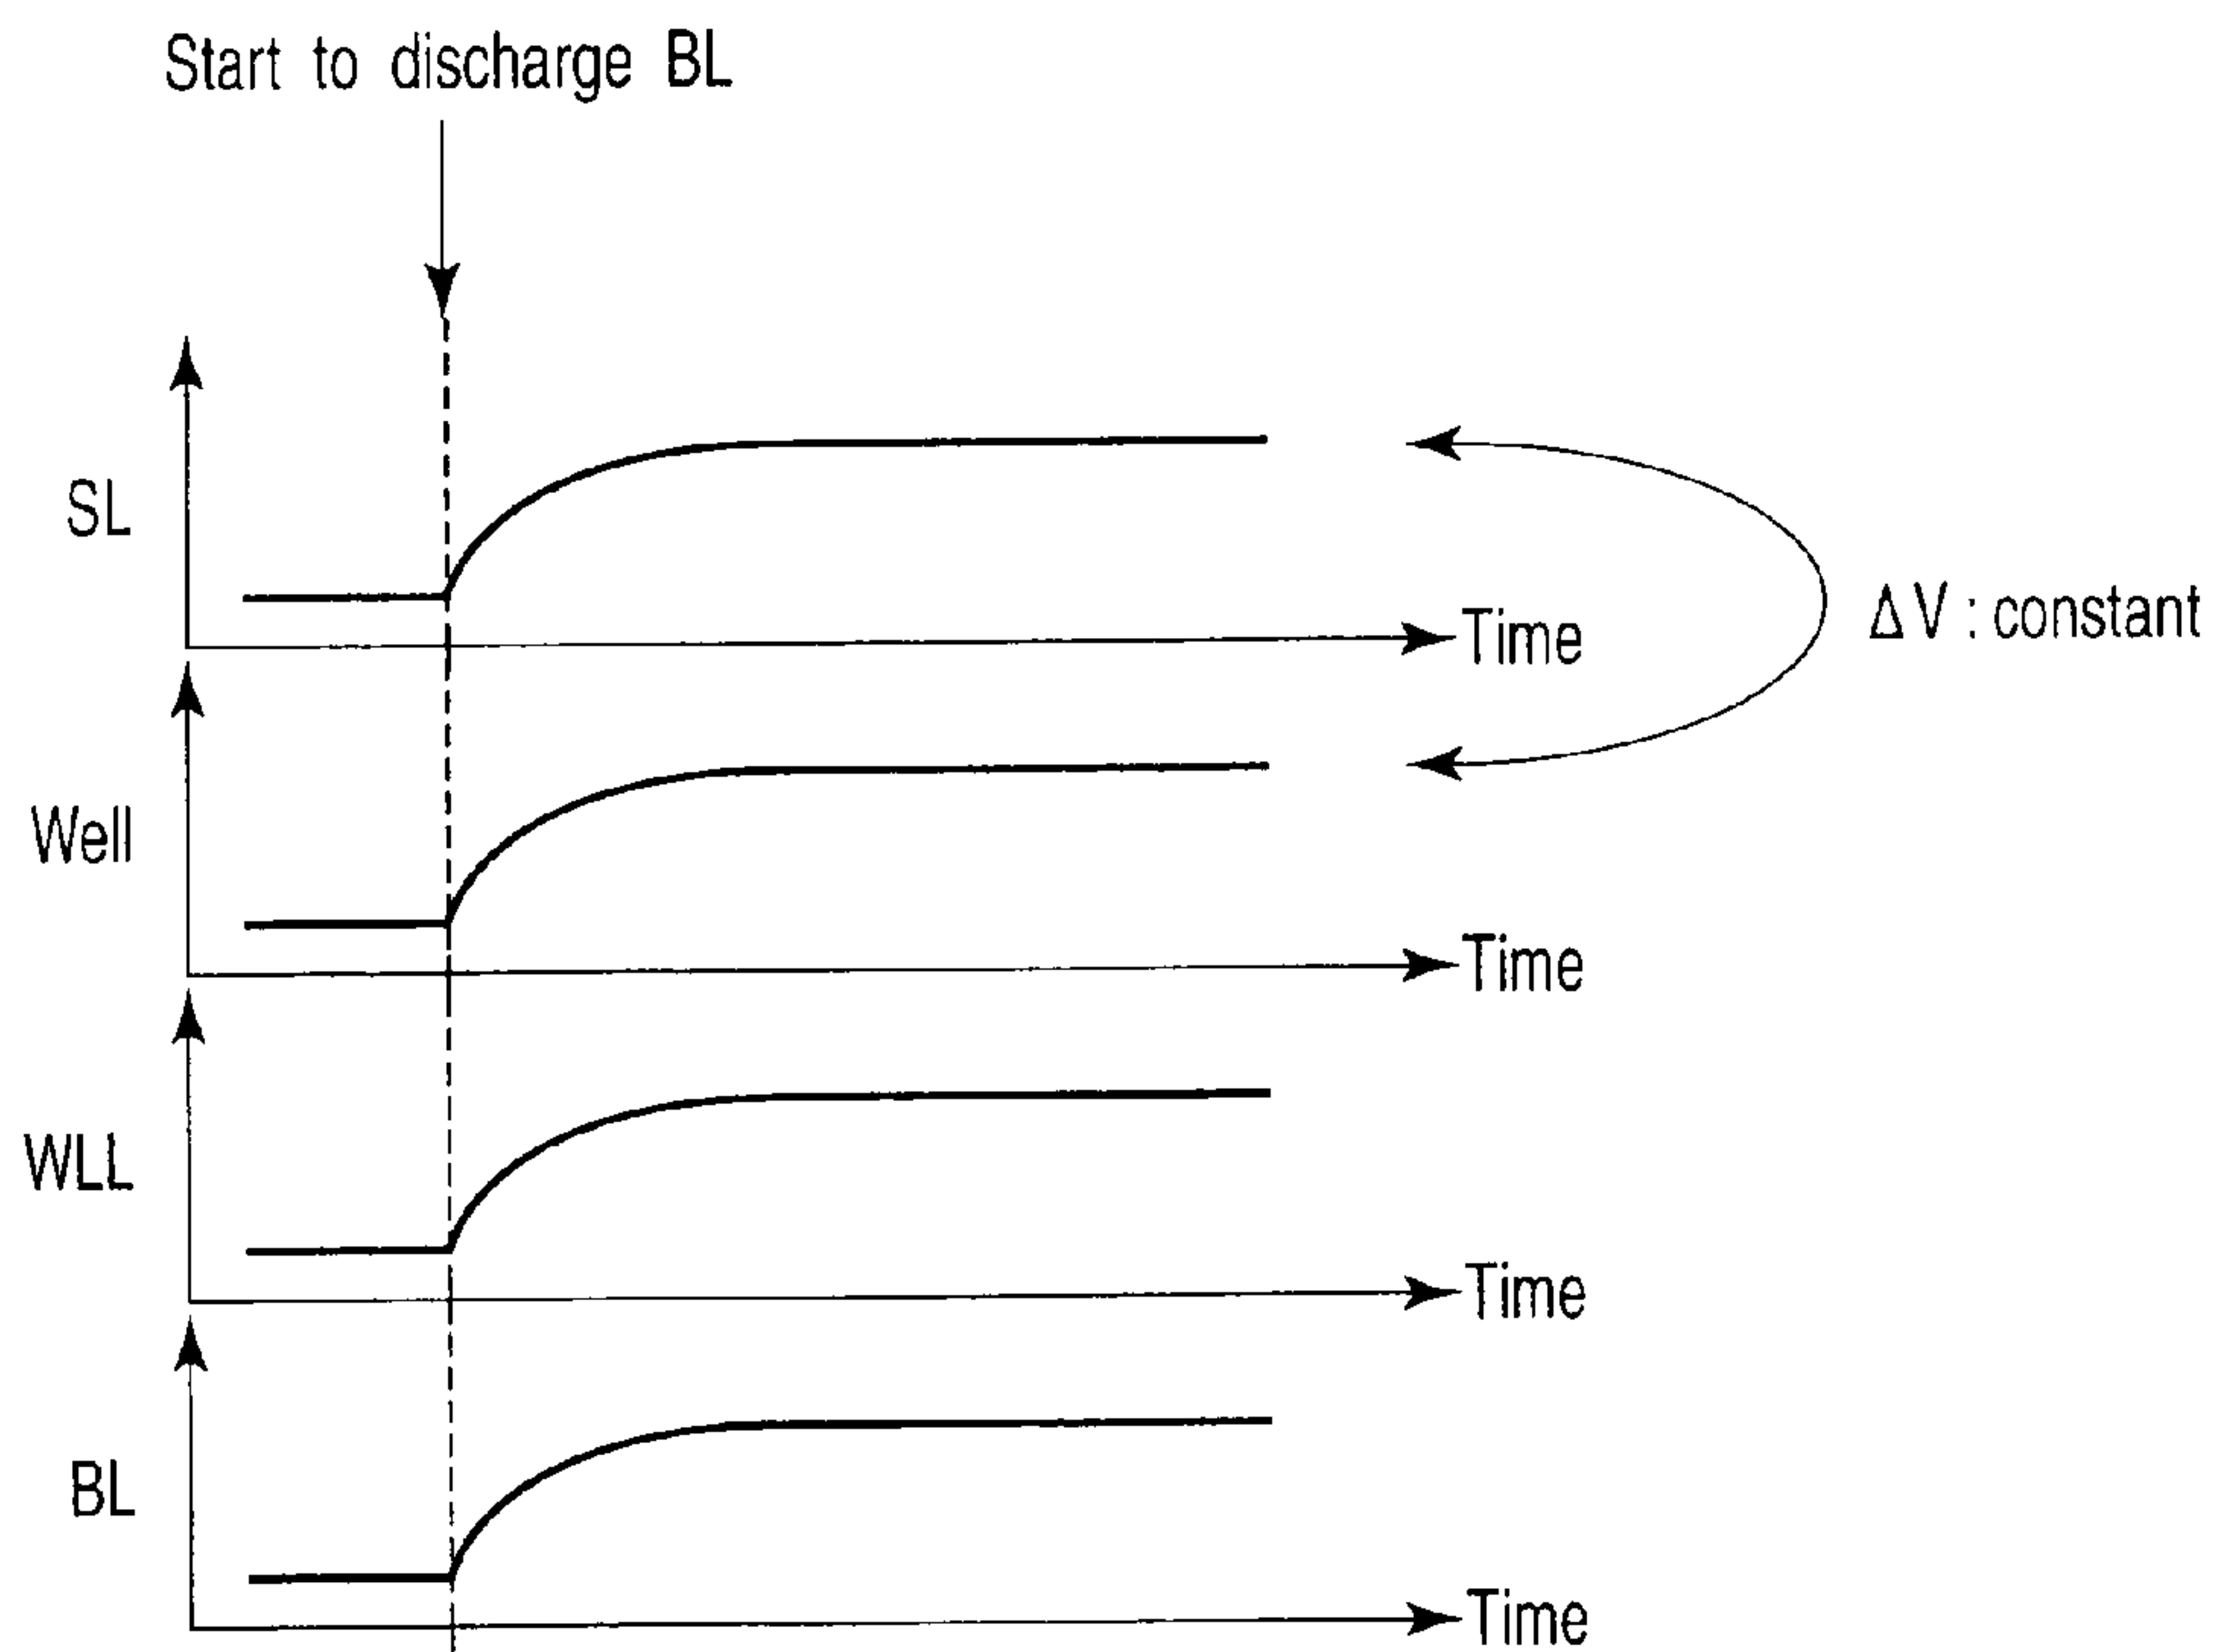 Start to discharge BL
SL
Time
ΔV : constant
Well
Time
WLL
Time
BL
Time